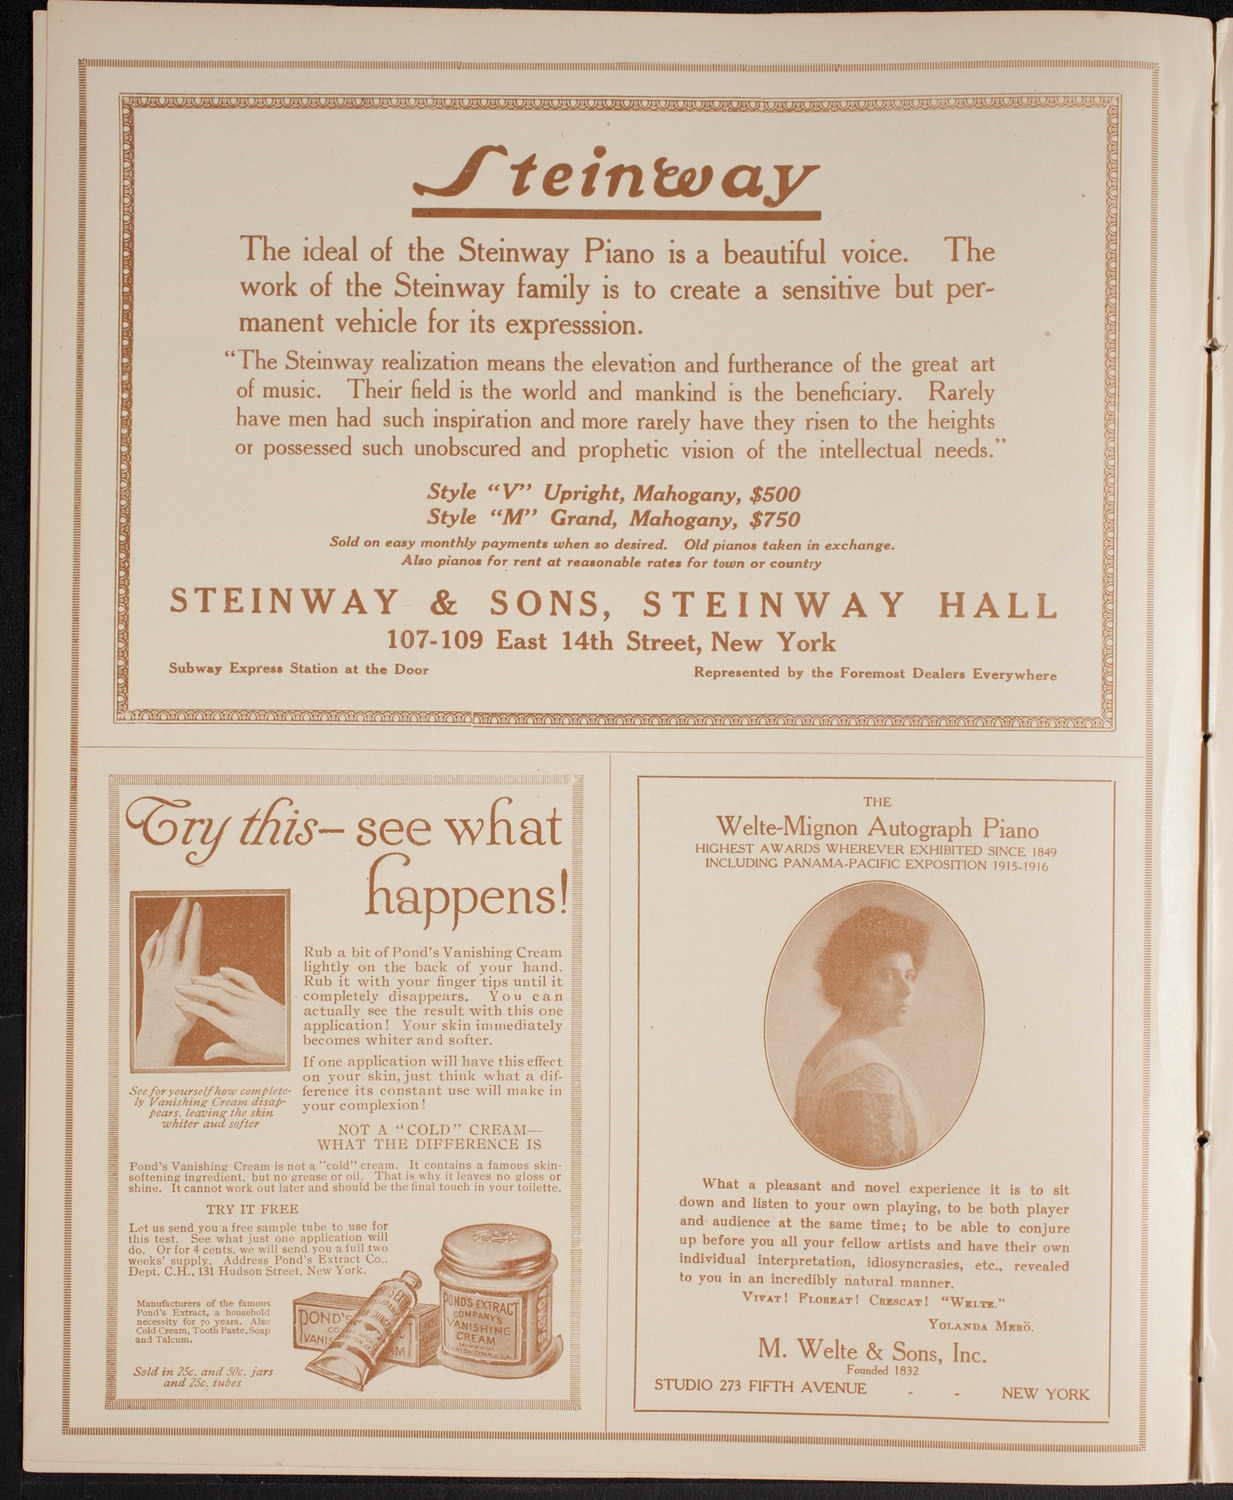 Steinway
The ideal of the Steinway Piano is a beautiful voice. The
work of the Steinway family is to create a sensitive but per-
manent vehicle for its expresssion.
“The Steinway realization means the elevation and furtherance of the great art
of music. Their field is the world and mankind is the beneficiary. Rarely
have men had such inspiration and more rarely have they risen to the heights
or possessed such unobscured and prophetic vision of the intellectual needs.”
Style “V” Upright, Mahogany, $500
Style “M” Grand, Mahogany, $750
Sold on easy monthly payments when so desired. Old pianos taken in exchange.
Also pianos for rent at reasonable rates for town or country
STEINWAY & SONS, STEINWAY HALL
107-109 East 14th Street, New York
Subway Express Station at the Door
Represented by the Foremost Dealers Everywhere
Try this—see what
happens!
Rub a bit of Pond's Vanishing Cream
lightly on the back of your hand.
Rub it with your finger tips until it
completely disappears. You can
actually see the result with this one
application! Your skin immediately
becomes whiter and softer.
If one application will have this effect
on your skin, just think what a dif-
ference its constant use will make in
your complexion!
See for yourself how complete-
ly Vanishing Cream disap-
pears, leaving the skin
whiter aud softer
NOT A “COLD” CREAM—
WHAT THE DIFFERENCE IS
Pond's Vanishing Cream is not a “cold” cream. It contains a famous skin-
softening ingredient, but no grease or oil. That is why it leaves no gloss or
shine. It cannot work out later and should be the final touch in your toilette.
TRY IT FREE
Let us send you a free sample tube to use for
this test. See what just one application will
do. Or for 4 cents, we will send you a full two
weeks' supply. Address Pond's Extract Co.,
Dept. C.H., 131 Hudson Street, New York.
Manufacturers of the famous
Pond's Extract, a household
necessity for 70 years. Also
Cold Cream, Tooth Paste, Soap
and Talcum.
Sold in 25c. and 50c. jars
and 25c. tubes
POND'S
CO
VANIS
POND'S EXTRACT
COMPANY'S
VANISHING
CREAM
THE
Welte-Mignon Autograph Piano
HIGHEST AWARDS WHEREVER EXHIBITED SINCE 1849
INCLUDING PANAMA-PACIFIC EXPOSITION 1915-1916
What a pleasant and novel experience it is to sit
down and listen to your own playing, to be both player
and audience at the same time; to be able to conjure
up before you all your fellow artists and have their own
individual interpretation, idiosyncrasies, etc., revealed
to you in an incredibly natural manner.
VIVAT! FLOREAT! CRESCAT! “WELTE.”
YOLANDA MERÖ.
M. Welte & Sons, Inc.
Founded 1832
STUDIO 273 FIFTH AVENUE - - NEW YORK